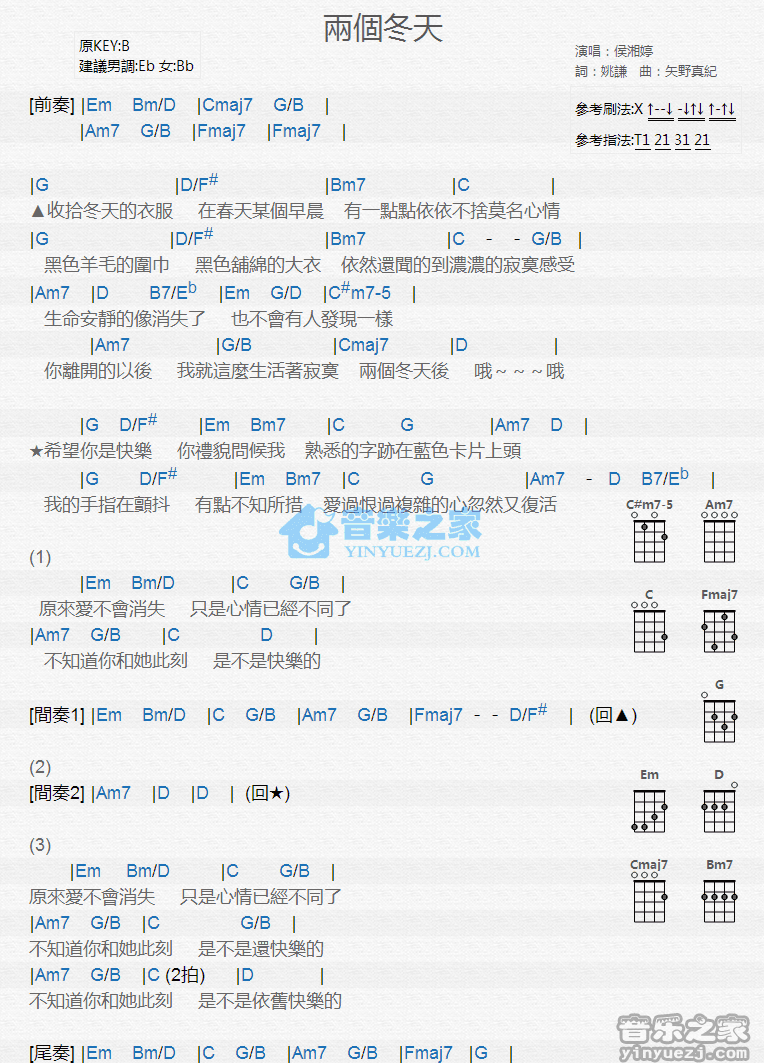 兩個冬天
原KEY:B
建議男調:Eb 女:Bb
演唱：侯湘婷
詞：姚謙　曲：矢野真紀
參考刷法:X ↑--↓ -↓↑↓ ↑-↑↓
參考指法:T1 21 31 21
[前奏] |Em Bm/D |Cmaj7 G/B |
|Am7 G/B |Fmaj7 |Fmaj7 |
|G |D/F# |Bm7 |C |
▲收拾冬天的衣服 在春天某個早晨 有一點點依依不捨莫名心情
|G |D/F# |Bm7 |C - - G/B |
黑色羊毛的圍巾 黑色舖綿的大衣 依然還聞的到濃濃的寂寞感受
|Am7 |D B7/Eb |Em G/D |C#m7-5 |
生命安靜的像消失了 也不會有人發現一樣
|Am7 |G/B |Cmaj7 |D |
你離開的以後 我就這麼生活著寂寞 兩個冬天後 哦～～～哦
|G D/F# |Em Bm7 |C G |Am7 D |
★希望你是快樂 你禮貌問候我 熟悉的字跡在藍色卡片上頭
|G D/F# |Em Bm7 |C G |Am7 - D B7/Eb |
我的手指在顫抖 有點不知所措 愛過恨過複雜的心忽然又復活
音樂之家
YINYUEZJ.COM
C#m7-5 Am7
(1)
|Em Bm/D |C G/B |
原來愛不會消失 只是心情已經不同了
C Fmaj7
|Am7 G/B |C D |
不知道你和她此刻 是不是快樂的
G
[間奏1] |Em Bm/D |C G/B |Am7 G/B |Fmaj7 - - D/F# | (回▲)
(2)
Em D
[間奏2] |Am7 |D |D | (回★)
(3)
Cmaj7 Bm7
|Em Bm/D |C G/B |
原來愛不會消失 只是心情已經不同了
|Am7 G/B |C G/B |
不知道你和她此刻 是不是還快樂的
|Am7 G/B |C (2拍) |D |
不知道你和她此刻 是不是依舊快樂的
[尾奏] |Em Bm/D |C G/B |Am7 G/B |Fmaj7 |G |
音乐之家
yinyuezj.com